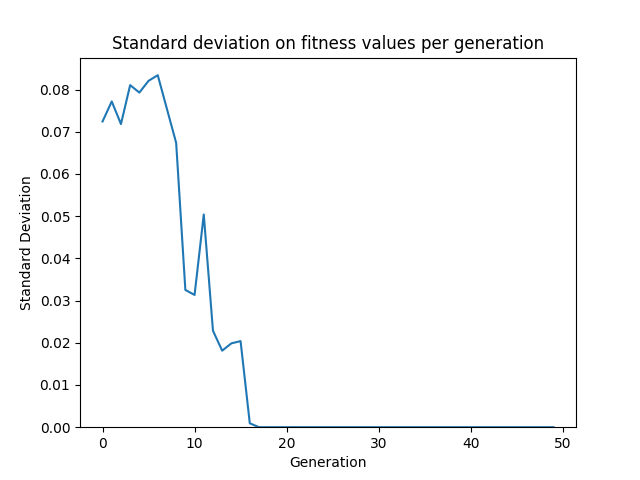 Standard deviation on fitness values per generation
Standard Deviation
0.08
0.07
0.06
0.05
0.04
0.03
0.02
0.01
0.00
0 10 20 30 40 50
Generation